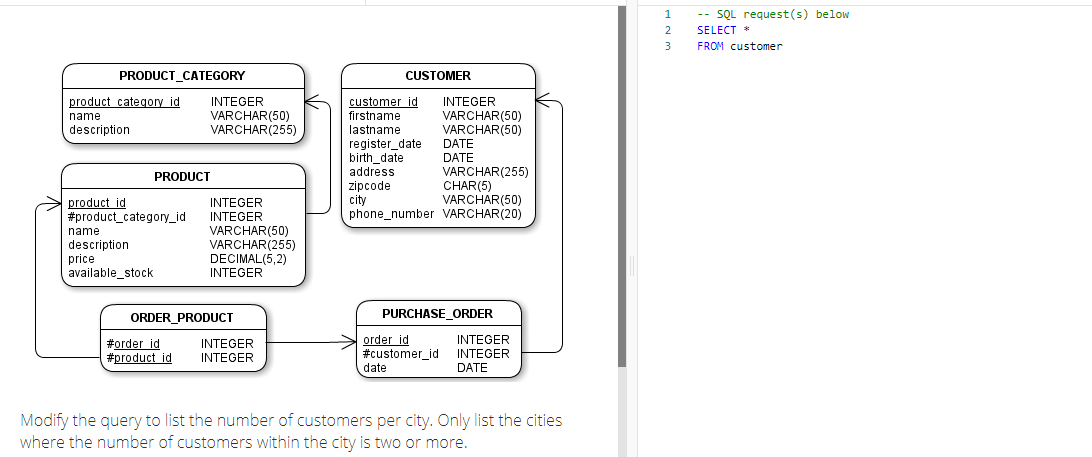 PRODUCT_CATEGORY
product_category_id INTEGER
name VARCHAR(50)
description VARCHAR(255)
CUSTOMER
customer_id INTEGER
firstname VARCHAR(50)
lastname VARCHAR(50)
register_date DATE
birth_date DATE
address VARCHAR(255)
zipcode CHAR(5)
city VARCHAR(50)
phone_number VARCHAR(20)
PRODUCT
product_id INTEGER
#product_category_id INTEGER
name VARCHAR(50)
description VARCHAR(255)
price DECIMAL(5,2)
available_stock INTEGER
ORDER_PRODUCT
#order_id INTEGER
#product_id INTEGER
PURCHASE_ORDER
order_id INTEGER
#customer_id INTEGER
date DATE
Modify the query to list the number of customers per city. Only list the cities
where the number of customers within the city is two or more.
1 -- SQL request(s) below
2 SELECT *
3 FROM customer